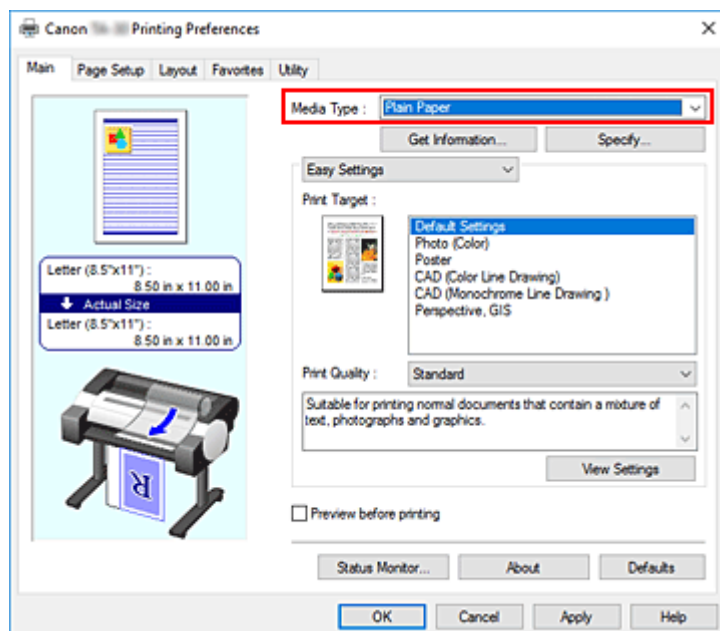 Canon Printing Preferences
Main Page Setup Layout Favorites Utility
Media Type : Plain Paper
Get Information... Specify...
Easy Settings
Print Target :
Default Settings
Photo (Color)
Poster
CAD (Color Line Drawing)
CAD (Monochrome Line Drawing )
Perspective, GIS
Letter (8.5"x11") :
8.50 in x 11.00 in
Actual Size
Letter (8.5"x11") :
8.50 in x 11.00 in
Print Quality : Standard
Suitable for printing normal documents that contain a mixture of
text, photographs and graphics.
R
View Settings
Preview before printing
Status Monitor... About Defaults
OK Cancel Apply Help